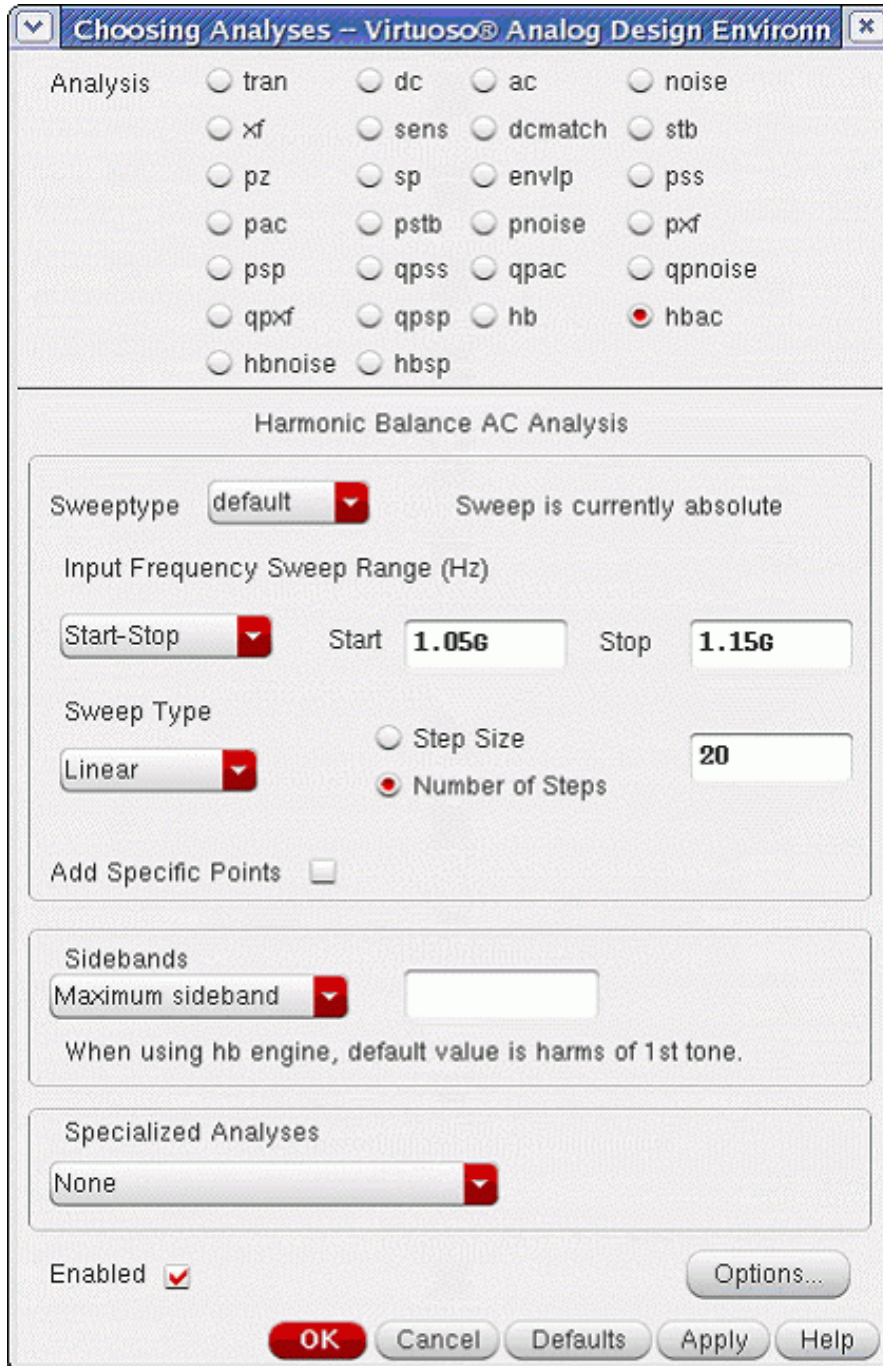 Choosing Analyses -- Virtuoso® Analog Design Environn
Analysis tran dc ac noise
xf sens dcmatch stb
pz sp envlp pss
pac pstb pnoise pxf
psp qpss qpac qpnoise
qpxf qpsp hb hbac
hbnoise hbsp
Harmonic Balance AC Analysis
Sweeptype default Sweep is currently absolute
Input Frequency Sweep Range (Hz)
Start-Stop Start 1.05G Stop 1.15G
Sweep Type
Linear
Step Size
Number of Steps
20
Add Specific Points
Sidebands
Maximum sideband
When using hb engine, default value is harms of 1st tone.
Specialized Analyses
None
Enabled Options...
OK Cancel Defaults Apply Help